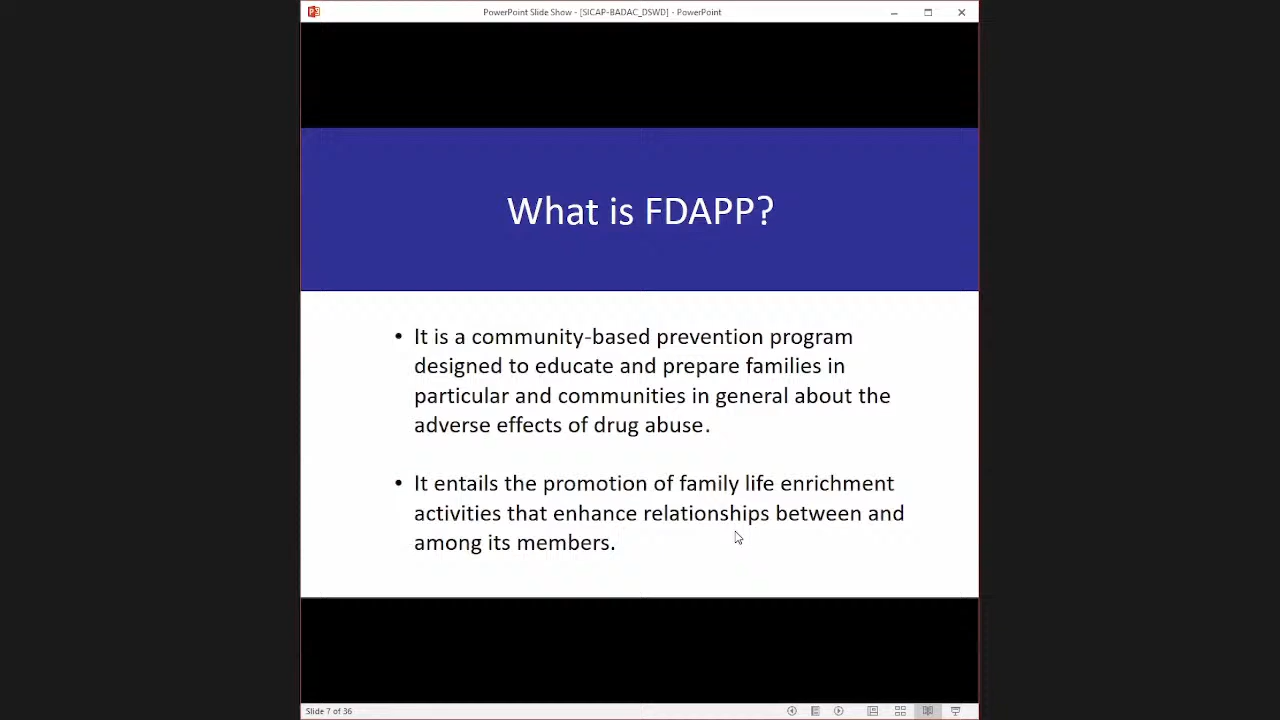 PowerPoint Slide Show - [SICAP-BADAC_DSWD] - PowerPoint
What is FDAPP?
• It is a community-based prevention program
designed to educate and prepare families in
particular and communities in general about the
adverse effects of drug abuse.
• It entails the promotion of family life enrichment
activities that enhance relationships between and
among its members.
Slide 7 of 36